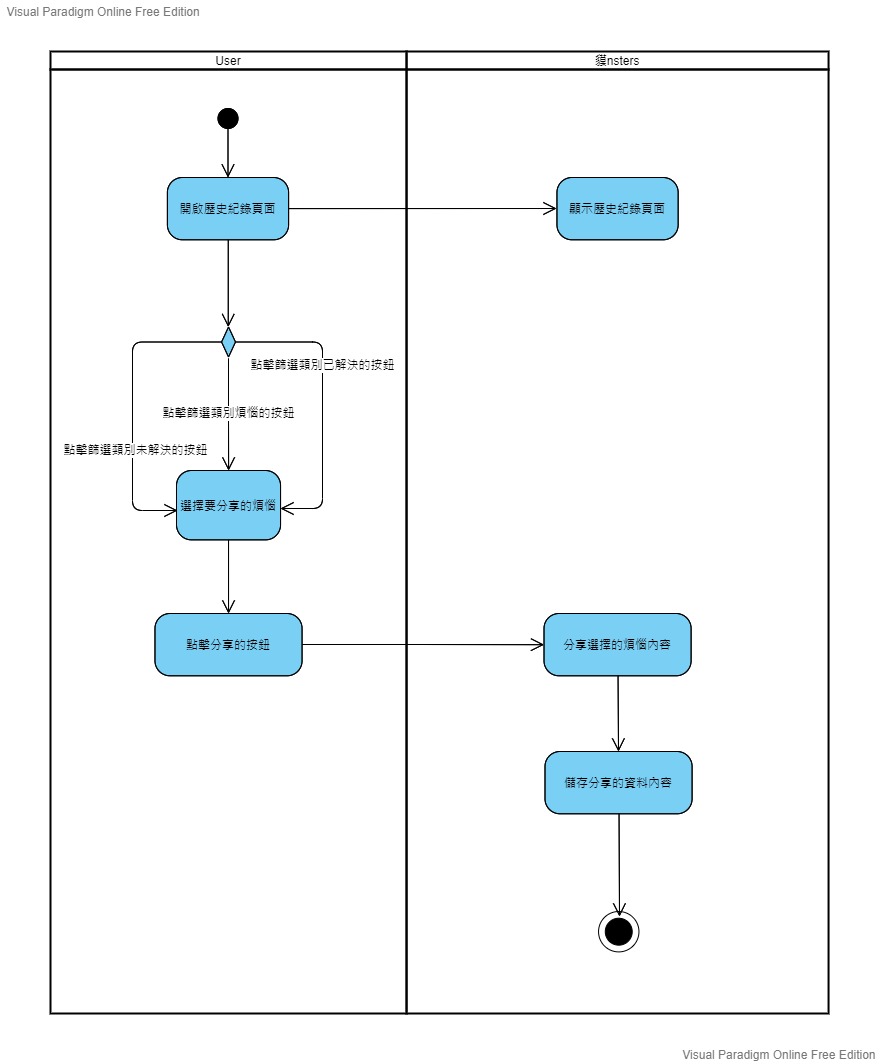 Visual Paradigm Online Free Edition
User
貘nsters
開啟歷史紀錄頁面
顯示歷史紀錄頁面
點擊篩選類別已解決的按鈕
點擊篩選類別煩惱的按鈕
點擊篩選類別未解決的按鈕
選擇要分享的煩惱
點擊分享的按鈕
分享選擇的煩惱內容
儲存分享的資料內容
Visual Paradigm Online Free Edition